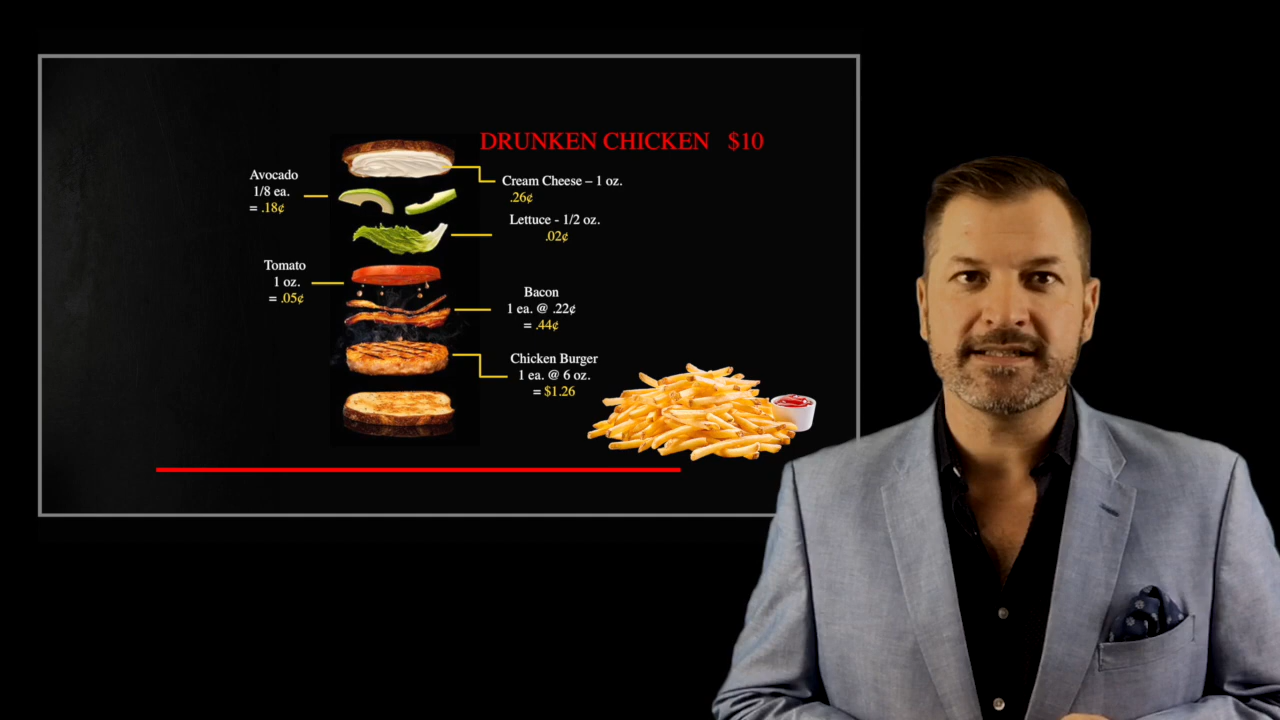 DRUNKEN CHICKEN $10
Avocado
1/8 ea.
= .18¢
Cream Cheese – 1 oz.
.26¢
Lettuce - 1/2 oz.
.02¢
Tomato
1 oz.
= .05¢
Bacon
1 ea. @ .22¢
= .44¢
Chicken Burger
1 ea. @ 6 oz.
= $1.26